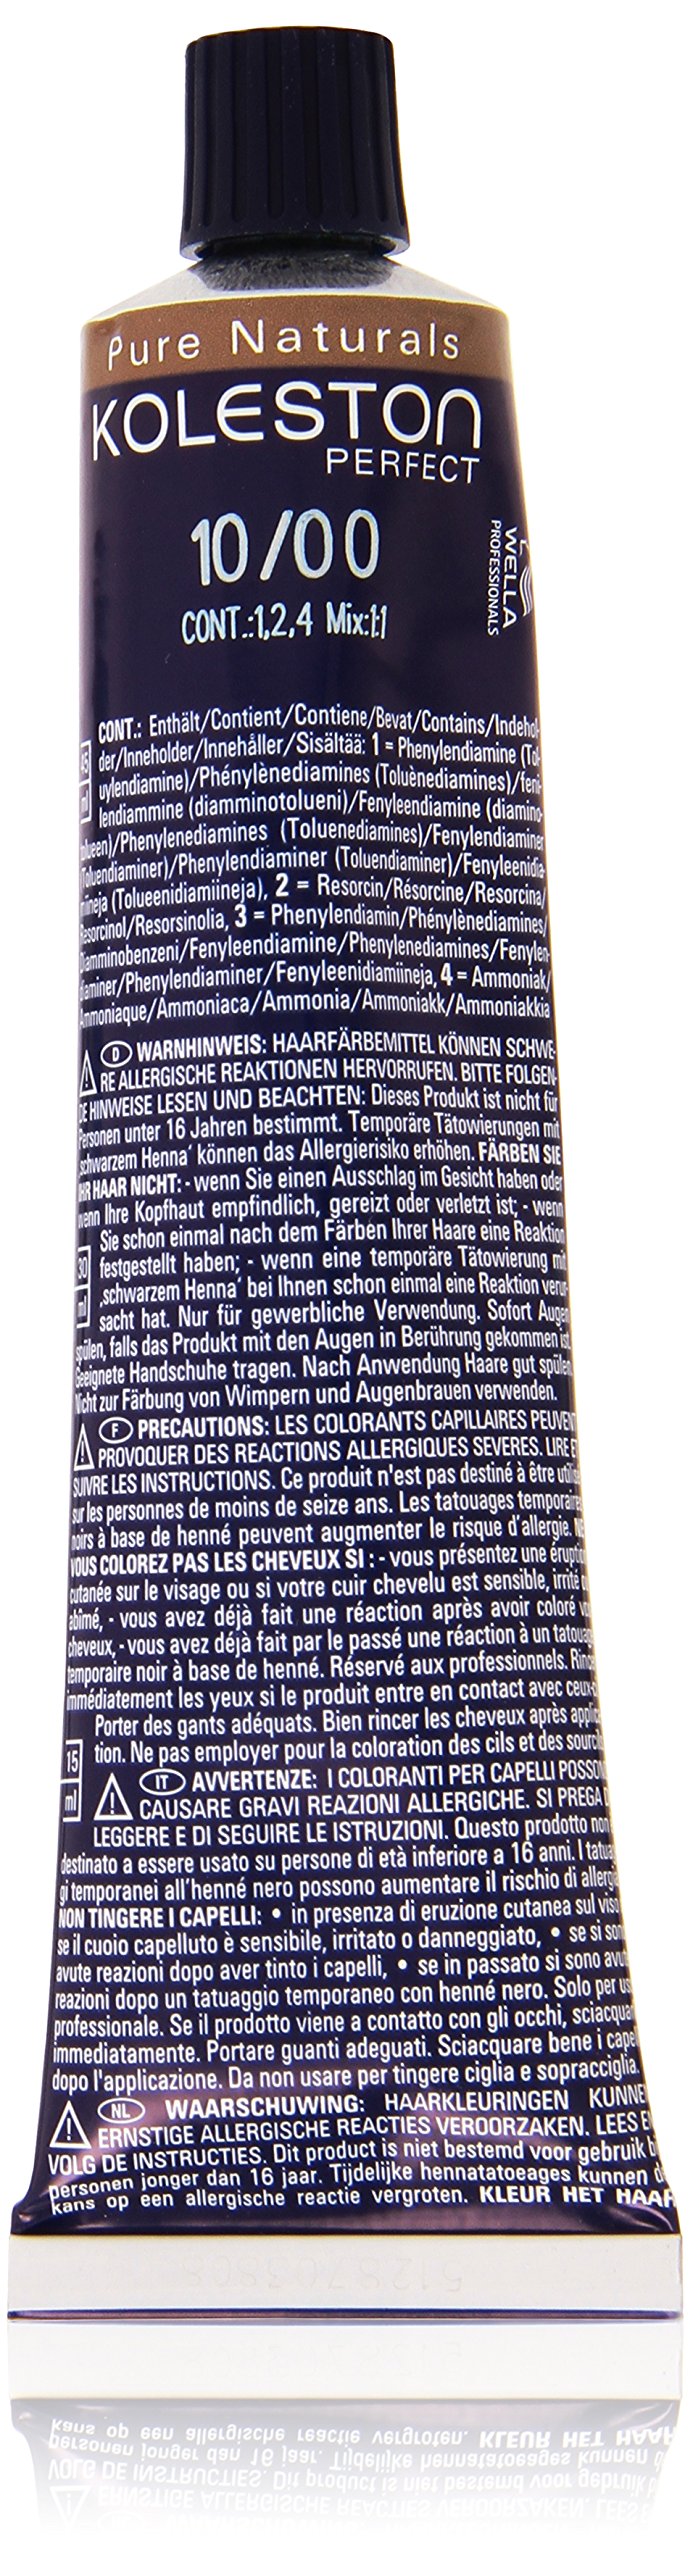 Pure Naturals
KOLESTON
PERFECT
10/00
CONT.:1,2,4 Mix:1:1
WELLA
PROFESSIONALS
45
ml
CONT.: Enthält/Contient/Contiene/Bevat/Contains/Indehol-
der/Inneholder/Innehåller/Sisältää: 1 = Phenylendiamine (Tol-
uylendiamine)/Phénylènediamines (Toluènediamines)/feni-
lendiammine (diamminotolueni)/Fenyleendiamine (diamino-
tolueen)/Phenylenediamines (Toluenediamines)/Fenylendiaminer
(Toluendiaminer)/Phenylendiaminer (Toluendiaminer)/Fenyleenidia-
miineja (Tolueenidiamiineja), 2 = Resorcin/Résorcine/Resorcina/
Resorcinol/Resorsinolia, 3 = Phenylendiamin/Phénylènediamines/
Diamminobenzeni/Fenyleendiamine/Phenylenediamines/Fenylen-
diaminer/Phenylendiaminer/Fenyleenidiamiineja, 4 = Ammoniak/
Ammoniaque/Ammoniaca/Ammonia/Ammoniakk/Ammoniakkia
D WARNHINWEIS: HAARFÄRBEMITTEL KÖNNEN SCHWE-
RE ALLERGISCHE REAKTIONEN HERVORRUFEN. BITTE FOLGEN-
DE HINWEISE LESEN UND BEACHTEN: Dieses Produkt ist nicht für
Personen unter 16 Jahren bestimmt. Temporäre Tätowierungen mit
‚schwarzem Henna‘ können das Allergierisiko erhöhen. FÄRBEN SIE
IHR HAAR NICHT: - wenn Sie einen Ausschlag im Gesicht haben oder
wenn Ihre Kopfhaut empfindlich, gereizt oder verletzt ist; - wenn
Sie schon einmal nach dem Färben Ihrer Haare eine Reaktion
30
ml
festgestellt haben; - wenn eine temporäre Tätowierung mit
‚schwarzem Henna‘ bei Ihnen schon einmal eine Reaktion verur-
sacht hat. Nur für gewerbliche Verwendung. Sofort Augen
spülen, falls das Produkt mit den Augen in Berührung gekommen ist.
Geeignete Handschuhe tragen. Nach Anwendung Haare gut spülen.
Nicht zur Färbung von Wimpern und Augenbrauen verwenden.
F PRECAUTIONS: LES COLORANTS CAPILLAIRES PEUVENT
PROVOQUER DES REACTIONS ALLERGIQUES SEVERES. LIRE ET
SUIVRE LES INSTRUCTIONS. Ce produit n'est pas destiné à être utilisé
sur les personnes de moins de seize ans. Les tatouages temporaires
noirs à base de henné peuvent augmenter le risque d'allergie. NE
VOUS COLOREZ PAS LES CHEVEUX SI : - vous présentez une éruption
cutanée sur le visage ou si votre cuir chevelu est sensible, irrité ou
abîmé, - vous avez déjà fait une réaction après avoir coloré vos
cheveux, - vous avez déjà fait par le passé une réaction à un tatouage
temporaire noir à base de henné. Réservé aux professionnels. Rincer
immédiatement les yeux si le produit entre en contact avec ceux-ci.
Porter des gants adéquats. Bien rincer les cheveux après applica-
15
ml
tion. Ne pas employer pour la coloration des cils et des sourcils.
IT AVVERTENZE: I COLORANTI PER CAPELLI POSSONO
CAUSARE GRAVI REAZIONI ALLERGICHE. SI PREGA DI
LEGGERE E DI SEGUIRE LE ISTRUZIONI. Questo prodotto non
destinato a essere usato su persone di età inferiore a 16 anni. I tatuag-
gi temporanei all'henné nero possono aumentare il rischio di allergia.
NON TINGERE I CAPELLI: • in presenza di eruzione cutanea sul viso
se il cuoio capelluto è sensibile, irritato o danneggiato, • se si sono
avute reazioni dopo aver tinto i capelli, • se in passato si sono avute
reazioni dopo un tatuaggio temporaneo con henné nero. Solo per uso
professionale. Se il prodotto viene a contatto con gli occhi, sciacquare
immediatamente. Portare guanti adeguati. Sciacquare bene i capelli
dopo l'applicazione. Da non usare per tingere ciglia e sopracciglia.
NL WAARSCHUWING: HAARKLEURINGEN KUNNEN
ERNSTIGE ALLERGISCHE REACTIES VEROORZAKEN. LEES EN
VOLG DE INSTRUCTIES. Dit product is niet bestemd voor gebruik bij
personen jonger dan 16 jaar. Tijdelijke hennatatoeages kunnen de
kans op een allergische reactie vergroten. KLEUR HET HAAR